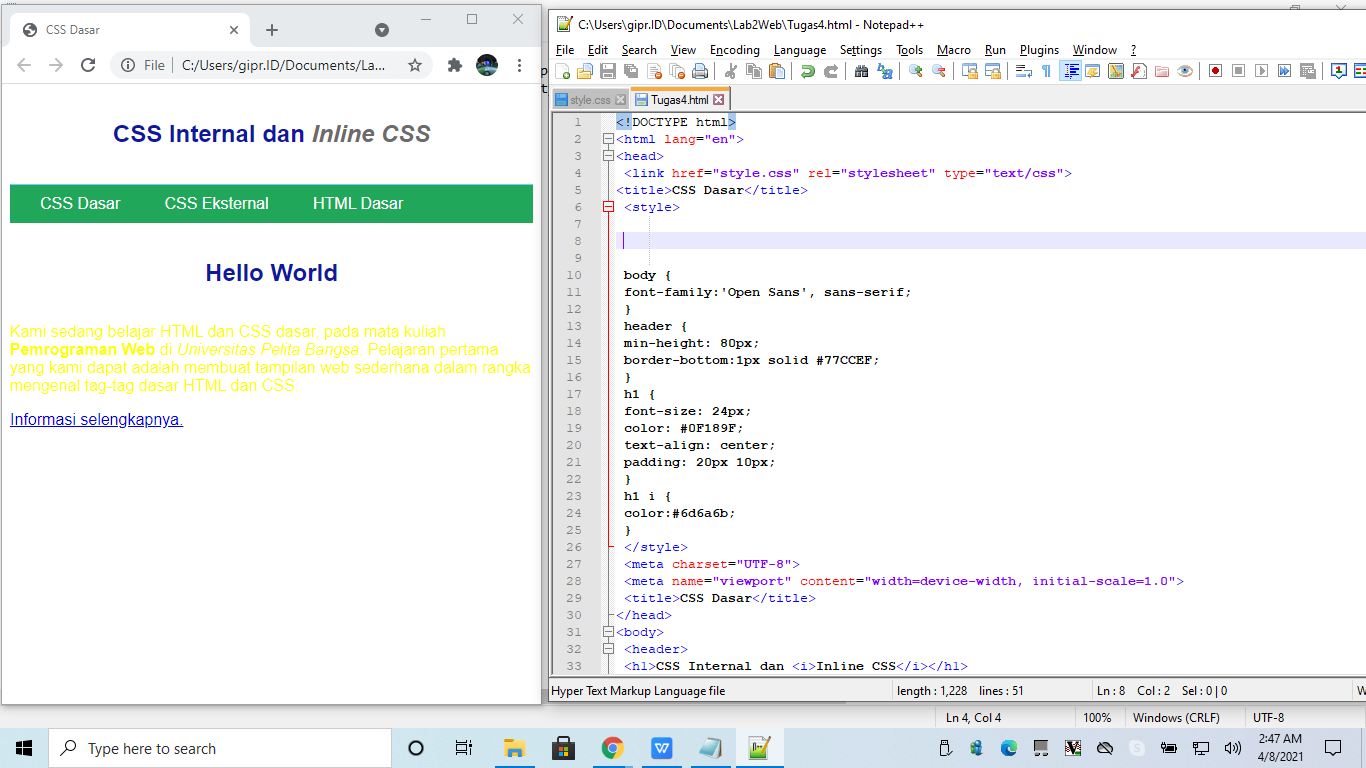 CSS Dasar
File
C:/Users/gipr.ID/Documents/La...
CSS Internal dan Inline CSS
CSS Dasar CSS Eksternal HTML Dasar
Hello World
Kami sedang belajar HTML dan CSS dasar, pada mata kuliah
Pemrograman Web di Universitas Pelita Bangsa. Pelajaran pertama
yang kami dapat adalah membuat tampilan web sederhana dalam rangka
mengenal tag-tag dasar HTML dan CSS.
Informasi selengkapnya.
C:\Users\gipr.ID\Documents\Lab2Web\Tugas4.html - Notepad++
File Edit Search View Encoding Language Settings Tools Macro Run Plugins Window ?
style.css Tugas4.html
1 <!DOCTYPE html>
2 <html lang="en">
3 <head>
4 <link href="style.css" rel="stylesheet" type="text/css">
5 <title>CSS Dasar</title>
6 <style>
7
8
9
10 body {
11 font-family:'Open Sans', sans-serif;
12 }
13 header {
14 min-height: 80px;
15 border-bottom:1px solid #77CCEF;
16 }
17 h1 {
18 font-size: 24px;
19 color: #0F189F;
20 text-align: center;
21 padding: 20px 10px;
22 }
23 h1 i {
24 color:#6d6a6b;
25 }
26 </style>
27 <meta charset="UTF-8">
28 <meta name="viewport" content="width=device-width, initial-scale=1.0">
29 <title>CSS Dasar</title>
30 </head>
31 <body>
32 <header>
33 <h1>CSS Internal dan <i>Inline CSS</i></h1>
Hyper Text Markup Language file length : 1,228 lines : 51 Ln : 8 Col : 2 Sel : 0 | 0
Ln 4, Col 4 100% Windows (CRLF) UTF-8
Type here to search
2:47 AM
4/8/2021